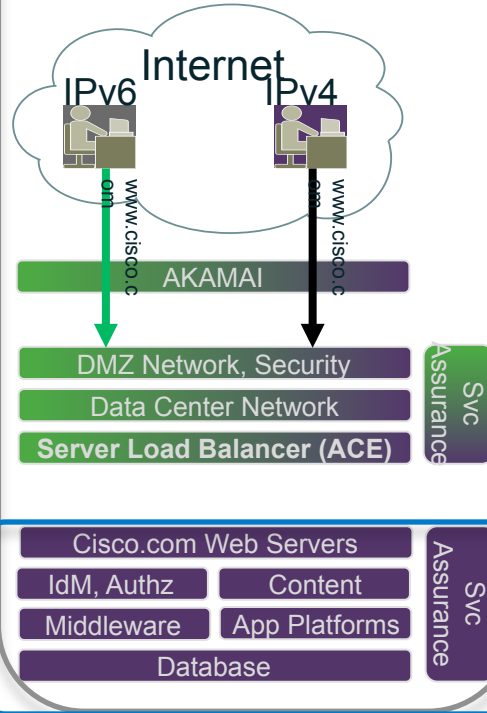 Internet
IPv6
IPv4
www.cisco.c
om
www.cisco.c
om
AKAMAI
DMZ Network, Security
Data Center Network
Server Load Balancer (ACE)
Svc
Assurance
Cisco.com Web Servers
IdM, Authz
Content
Middleware
App Platforms
Database
Svc
Assurance